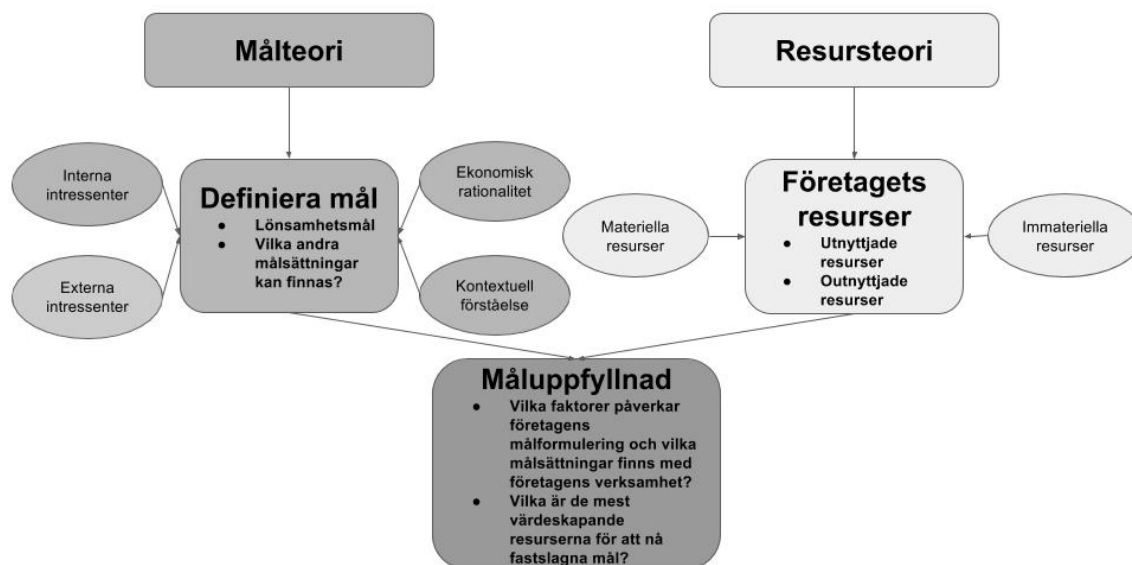 Målteori
Resursteori
Interna
intressenter
Externa
intressenter
Definiera mål
● Lönsamhetsmål
● Vilka andra
målsättningar
kan finnas?
Ekonomisk
rationalitet
Kontextuell
förståelse
Materiella
resurser
Företagets
resurser
● Utnyttjade
resurser
● Outnyttjade
resurser
Immateriella
resurser
Måluppfyllnad
● Vilka faktorer påverkar
företagens
målformulering och vilka
målsättningar finns med
företagens verksamhet?
● Vilka är de mest
värdeskapande
resurserna för att nå
fastslagna mål?